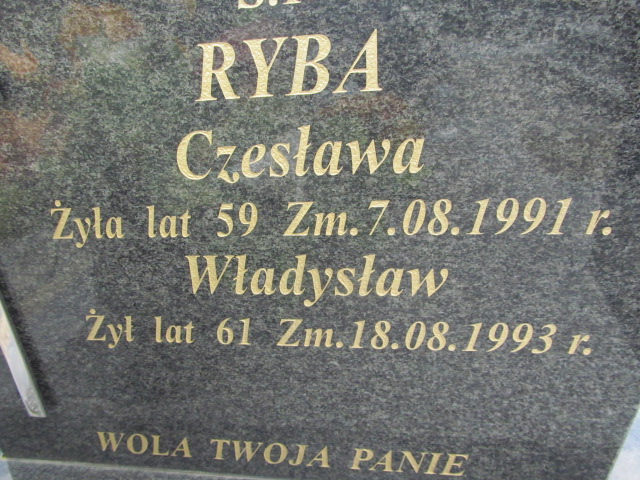 Ś.P
RYBA
Czesława
Żyła lat 59 Zm.7.08.1991 r.
Władysław
Żył lat 61 Zm.18.08.1993 r.
WOLA TWOJA PANIE